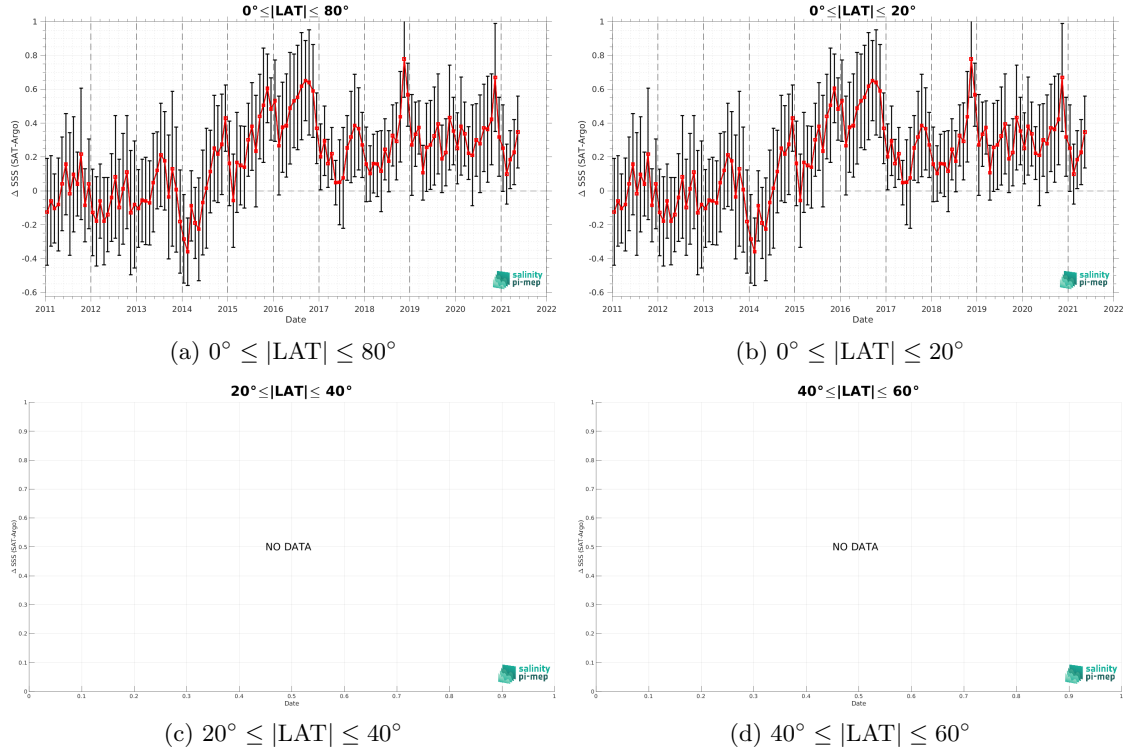 0°≤|LAT|≤ 80°
1
0.8
0.6
0.4
0.2
0
-0.2
-0.4
-0.6
Δ SSS (SAT-Argo)
2011 2012 2013 2014 2015 2016 2017 2018 2019 2020 2021 2022
Date
salinity
pi-mep
(a) 0° ≤ |LAT| ≤ 80°
0°≤|LAT|≤ 20°
1
0.8
0.6
0.4
0.2
0
-0.2
-0.4
-0.6
Δ SSS (SAT-Argo)
2011 2012 2013 2014 2015 2016 2017 2018 2019 2020 2021 2022
Date
salinity
pi-mep
(b) 0° ≤ |LAT| ≤ 20°
20°≤|LAT|≤ 40°
1
0.9
0.8
0.7
0.6
0.5
0.4
0.3
0.2
0.1
0
Δ SSS (SAT-Argo)
NO DATA
0 0.1 0.2 0.3 0.4 0.5 0.6 0.7 0.8 0.9 1
Date
salinity
pi-mep
(c) 20° ≤ |LAT| ≤ 40°
40°≤|LAT|≤ 60°
1
0.9
0.8
0.7
0.6
0.5
0.4
0.3
0.2
0.1
0
Δ SSS (SAT-Argo)
NO DATA
0 0.1 0.2 0.3 0.4 0.5 0.6 0.7 0.8 0.9 1
Date
salinity
pi-mep
(d) 40° ≤ |LAT| ≤ 60°